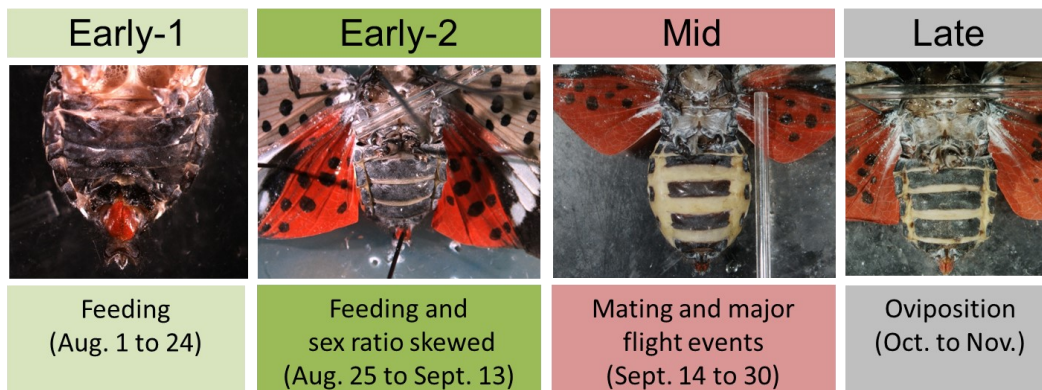 Early-1
Early-2
Mid
Late
Feeding
(Aug. 1 to 24)
Feeding and
sex ratio skewed
(Aug. 25 to Sept. 13)
Mating and major
flight events
(Sept. 14 to 30)
Oviposition
(Oct. to Nov.)